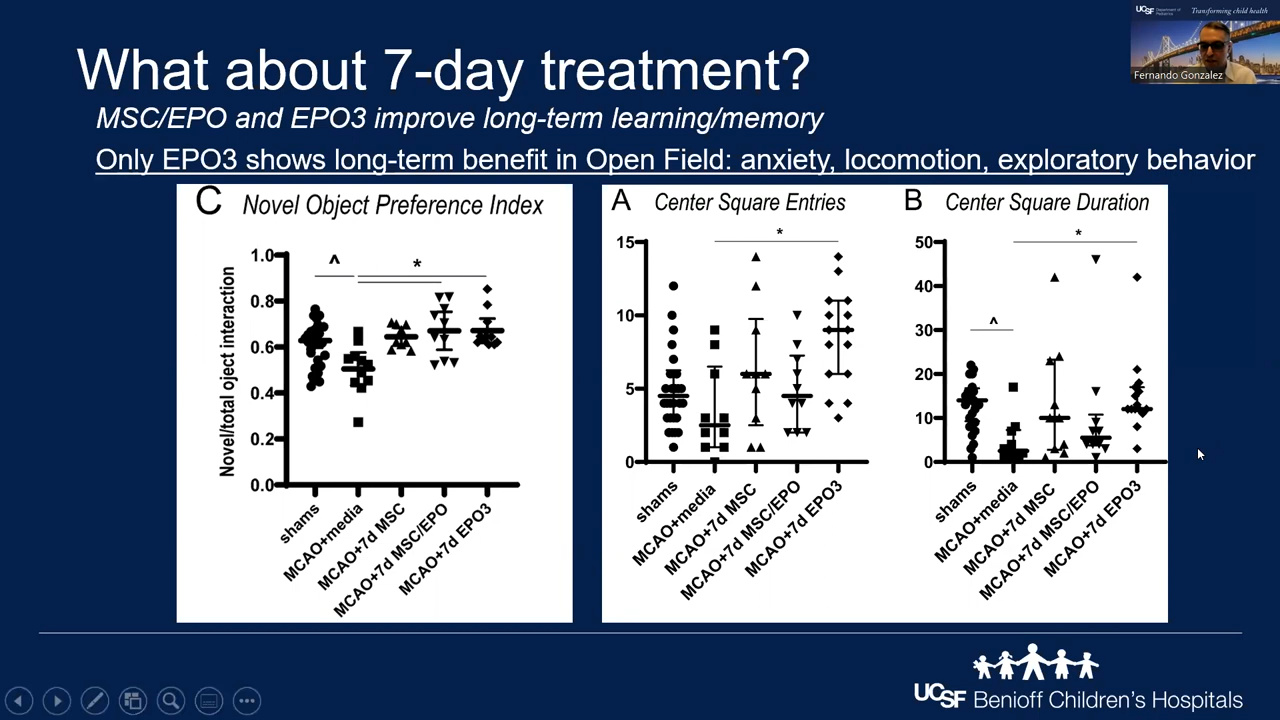 What about 7-day treatment?
MSC/EPO and EPO3 improve long-term learning/memory
Only EPO3 shows long-term benefit in Open Field: anxiety, locomotion, exploratory behavior
UCSF Department of Pediatrics Transforming child health
Fernando Gonzalez
C Novel Object Preference Index
Novel/total oject interaction
1.0
0.8
0.6
0.4
0.2
0.0
^
*
shams
MCAO+media
MCAO+7d MSC
MCAO+7d MSC/EPO
MCAO+7d EPO3
A Center Square Entries
15
10
5
0
*
shams
MCAO+media
MCAO+7d MSC
MCAO+7d MSC/EPO
MCAO+7d EPO3
B Center Square Duration
50
40
30
20
10
0
^
*
shams
MCAO+media
MCAO+7d MSC
MCAO+7d MSC/EPO
MCAO+7d EPO3
UCSF Benioff Children's Hospitals